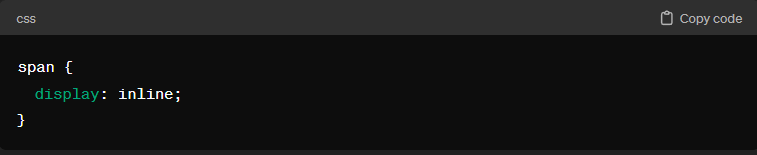 css
Copy code
span {
  display: inline;
}